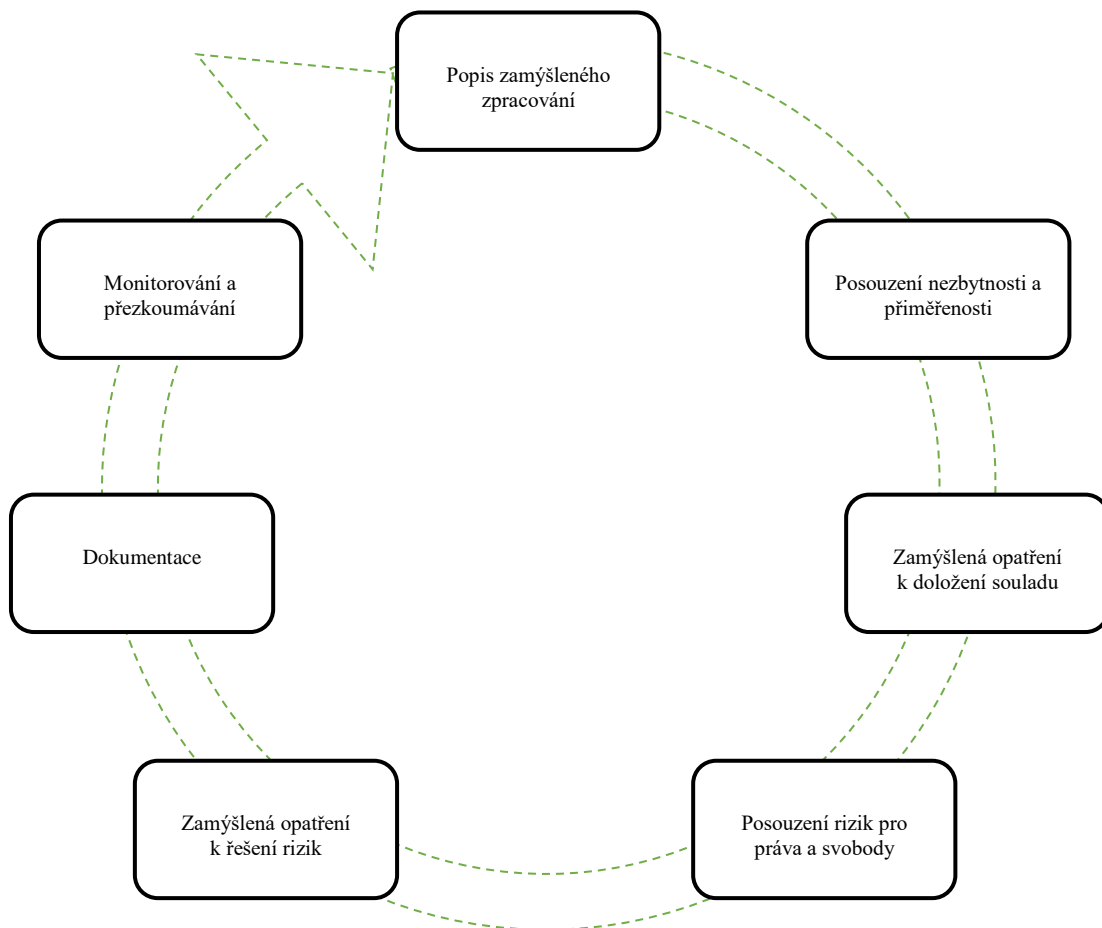 Popis zamýšleného
zpracování
Posouzení nezbytnosti a
přiměřenosti
Zamýšlená opatření
k doložení souladu
Posouzení rizik pro
práva a svobody
Zamýšlená opatření
k řešení rizik
Dokumentace
Monitorování a
přezkoumávání